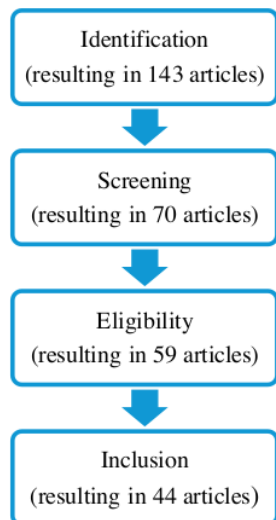 Identification
(resulting in 143 articles)
Screening
(resulting in 70 articles)
Eligibility
(resulting in 59 articles)
Inclusion
(resulting in 44 articles)